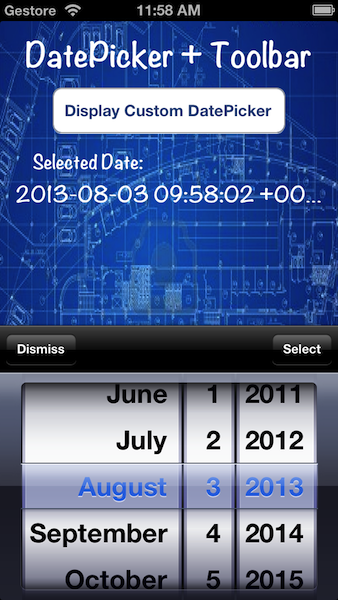 Gestore 11:58 AM
DatePicker + Toolbar
Display Custom DatePicker
Selected Date:
2013-08-03 09:58:02 +00...
Dismiss Select
June 1 2011
July 2 2012
August 3 2013
September 4 2014
October 5 2015